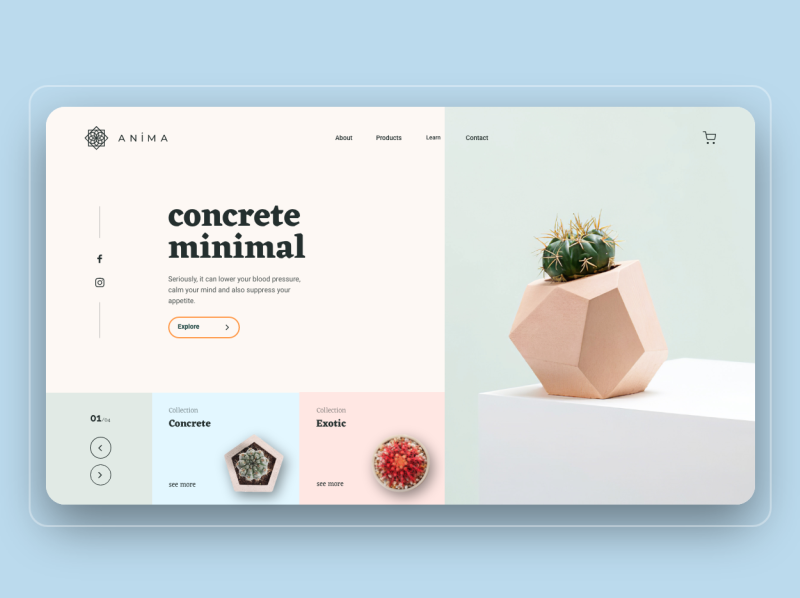 ANİMA
About
Products
Learn
Contact
concrete
minimal
Seriously, it can lower your blood pressure,
calm your mind and also suppress your
appetite.
Explore
01/04
Collection
Concrete
see more
Collection
Exotic
see more